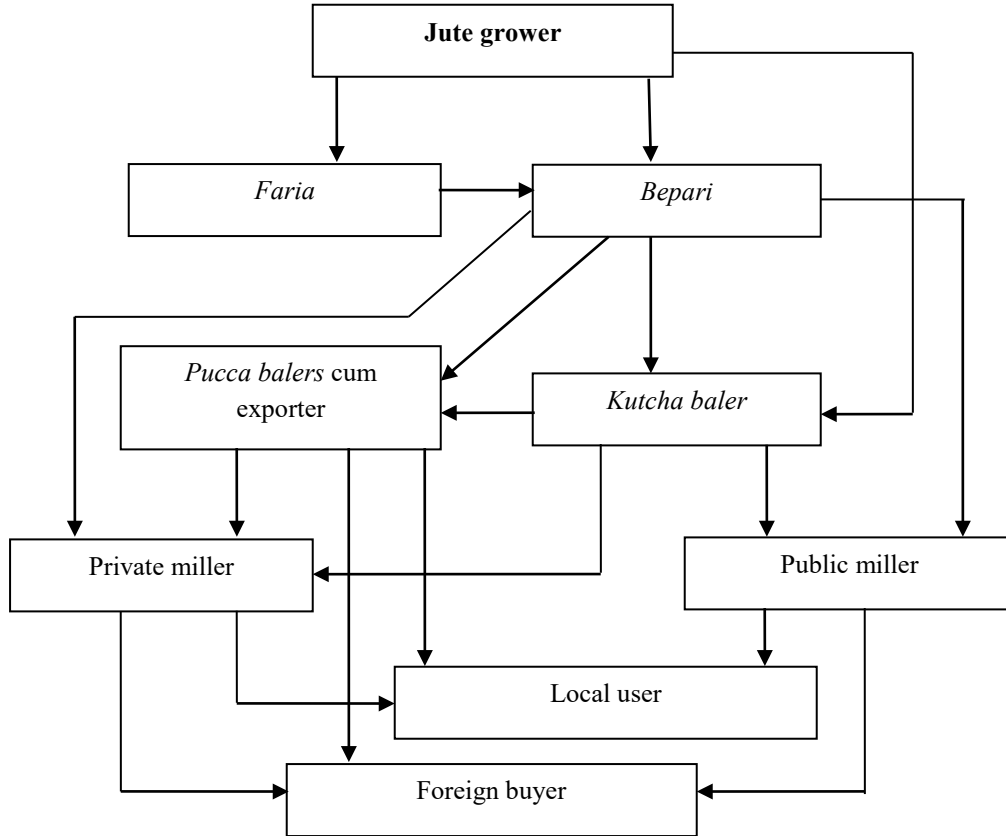 Jute grower
Faria
Bepari
Pucca balers cum
exporter
Kutcha baler
Private miller
Public miller
Local user
Foreign buyer